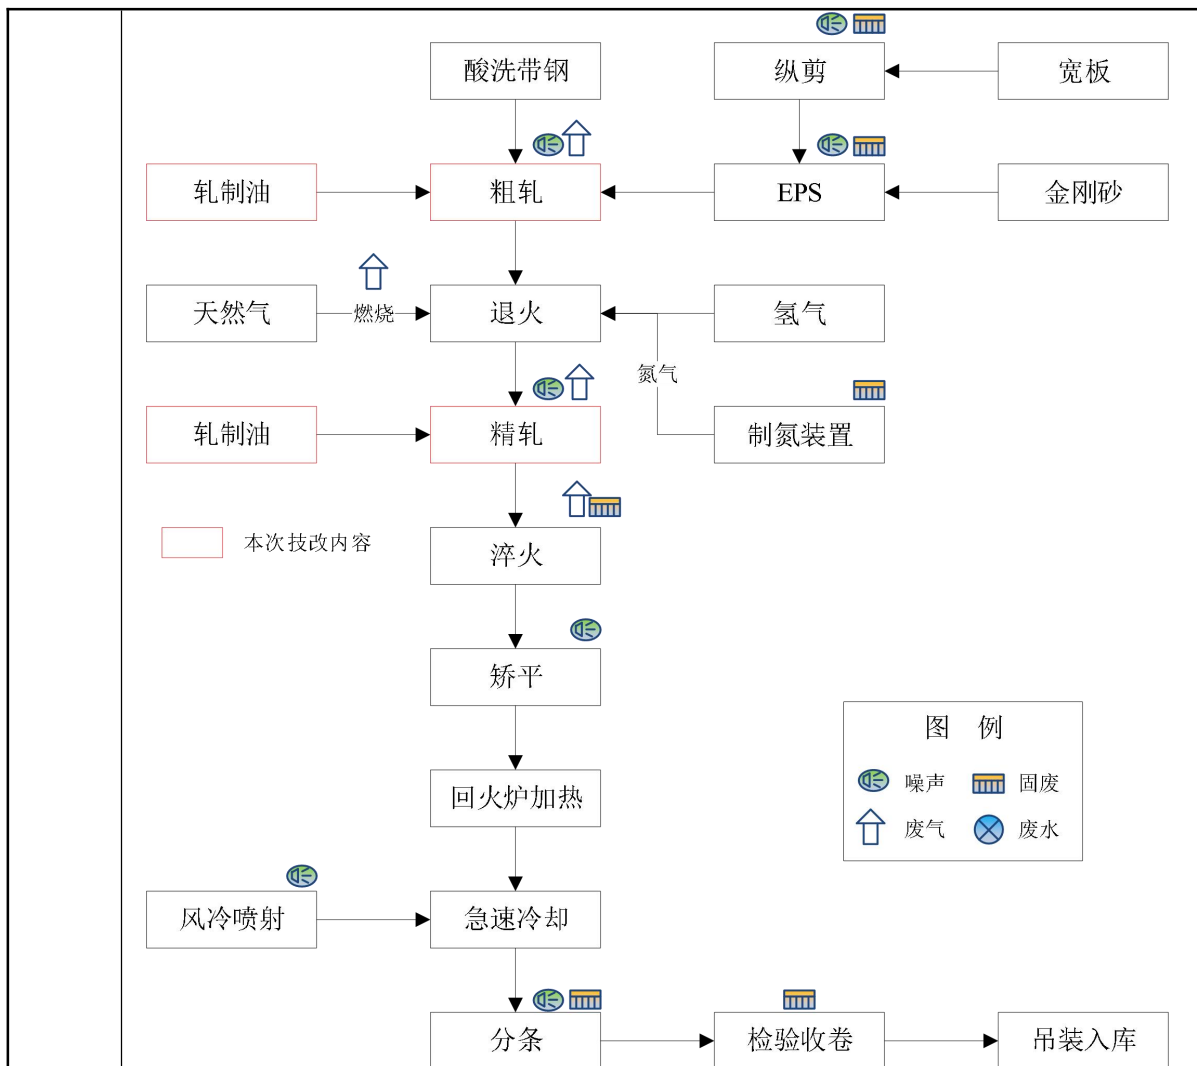 酸洗带钢
纵剪
宽板
轧制油
粗轧
EPS
金刚砂
天然气
燃烧
退火
氢气
氮气
轧制油
精轧
制氮装置
本次技改内容
淬火
矫平
图 例
噪声
固废
废气
废水
回火炉加热
风冷喷射
急速冷却
分条
检验收卷
吊装入库